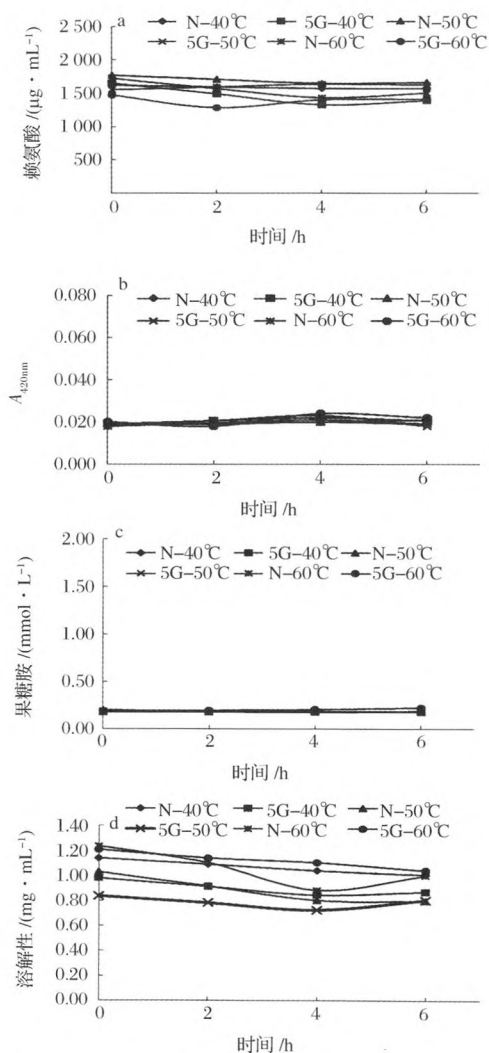 a
N-40℃ 5G-40℃ N-50℃
5G-50℃ N-60℃ 5G-60℃
2 000
1 500
1 000
500
赖氨酸 /(μg·mL⁻¹)
0 2 4 6
时间 /h
b
N-40℃ 5G-40℃ N-50℃
5G-50℃ N-60℃ 5G-60℃
0.080
0.060
0.040
0.020
0.000
A420nm
0 2 4 6
时间 /h
c
N-40℃ 5G-40℃ N-50℃
5G-50℃ N-60℃ 5G-60℃
2.00
1.50
1.00
0.50
0.00
果糖胺 /(mmol·L⁻¹)
0 2 4 6
时间 /h
d
N-40℃ 5G-40℃ N-50℃
5G-50℃ N-60℃ 5G-60℃
1.40
1.20
1.00
0.80
0.60
0.40
0.20
0.00
溶解性 /(mg·mL⁻¹)
0 2 4 6
时间 /h